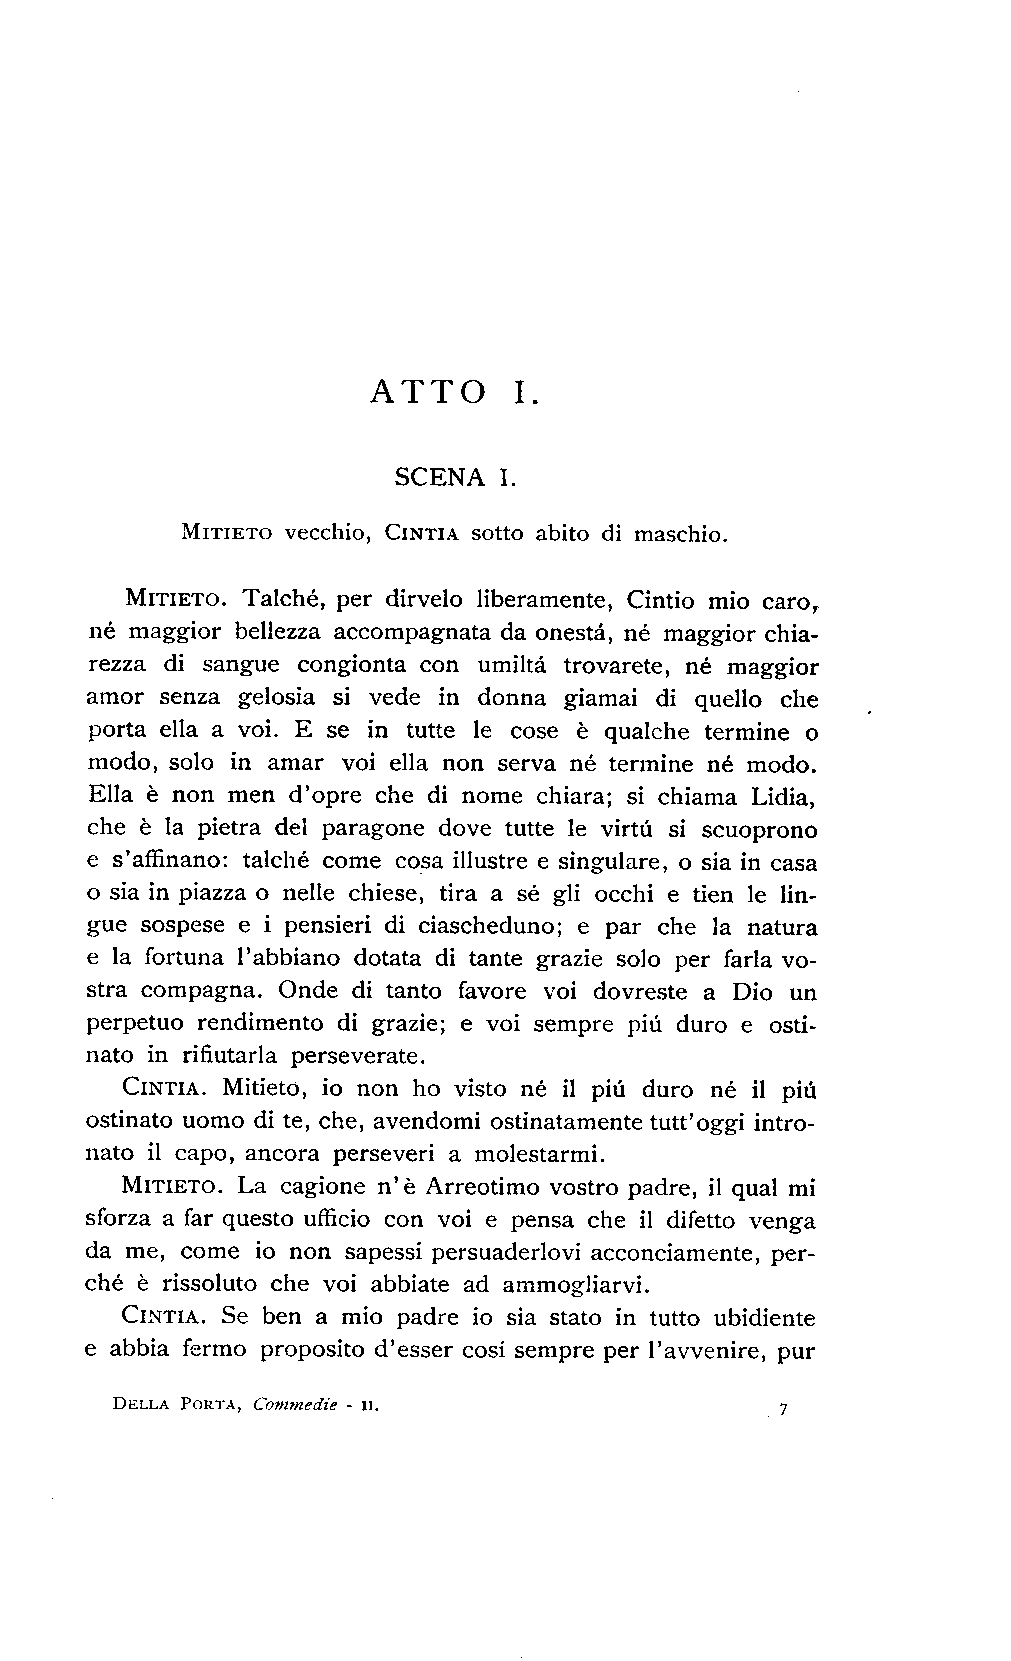 ATTO I.
SCENA I.
MITIETO vecchio, CINTIA sotto abito di maschio.
MITIETO. Talché, per dirvelo liberamente, Cintio mio caro,
né maggior bellezza accompagnata da onestá, né maggior chia-
rezza di sangue congionta con umiltá trovarete, né maggior
amor senza gelosia si vede in donna giamai di quello che
porta ella a voi. E se in tutte le cose è qualche termine o
modo, solo in amar voi ella non serva né termine né modo.
Ella è non men d'opre che di nome chiara; si chiama Lidia,
che è la pietra del paragone dove tutte le virtú si scuoprono
e s'affinano: talché come cosa illustre e singulare, o sia in casa
o sia in piazza o nelle chiese, tira a sé gli occhi e tien le lin-
gue sospese e i pensieri di ciascheduno; e par che la natura
e la fortuna l'abbiano dotata di tante grazie solo per farla vo-
stra compagna. Onde di tanto favore voi dovreste a Dio un
perpetuo rendimento di grazie; e voi sempre piú duro e osti-
nato in rifiutarla perseverate.
CINTIA. Mitieto, io non ho visto né il piú duro né il piú
ostinato uomo di te, che, avendomi ostinatamente tutt'oggi intro-
nato il capo, ancora perseveri a molestarmi.
MITIETO. La cagione n'è Arreotimo vostro padre, il qual mi
sforza a far questo ufficio con voi e pensa che il difetto venga
da me, come io non sapessi persuaderlovi acconciamente, per-
ché è rissoluto che voi abbiate ad ammogliarvi.
CINTIA. Se ben a mio padre io sia stato in tutto ubidiente
e abbia fermo proposito d'esser cosí sempre per l'avvenire, pur
DELLA PORTA, Commedie - II.
7